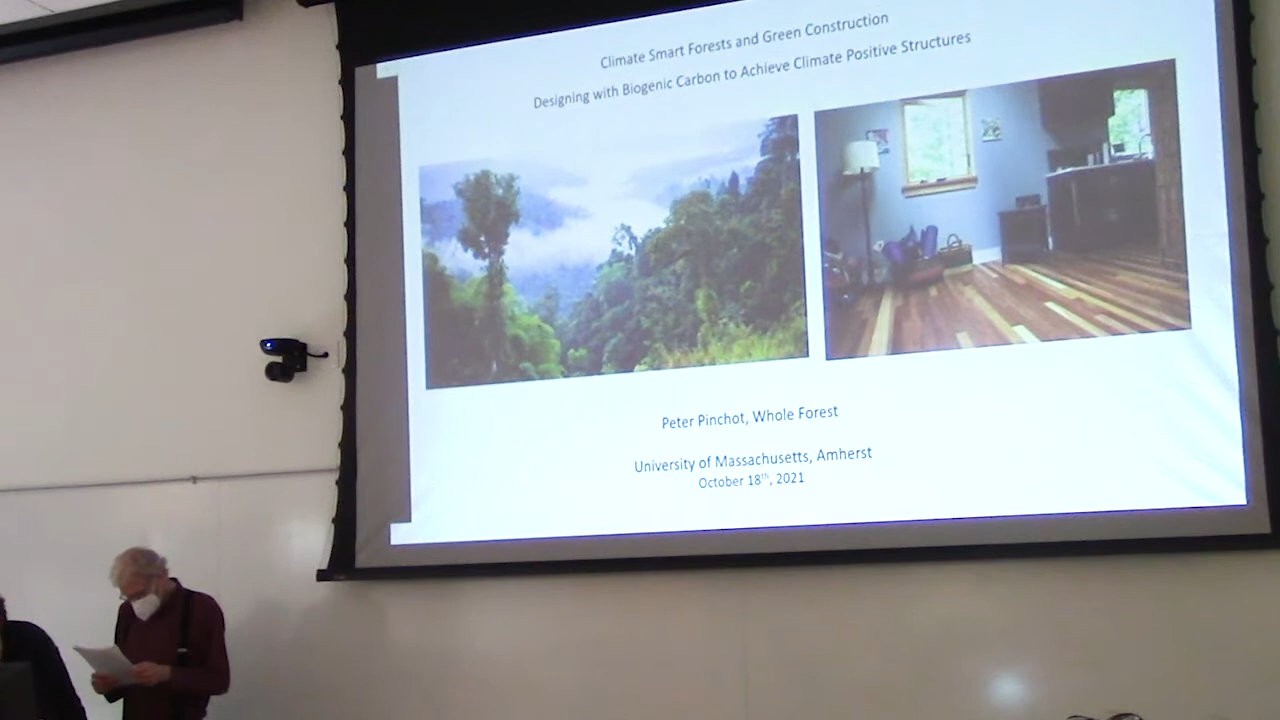 Climate Smart Forests and Green Construction
Designing with Biogenic Carbon to Achieve Climate Positive Structures
Peter Pinchot, Whole Forest
University of Massachusetts, Amherst
October 18th, 2021